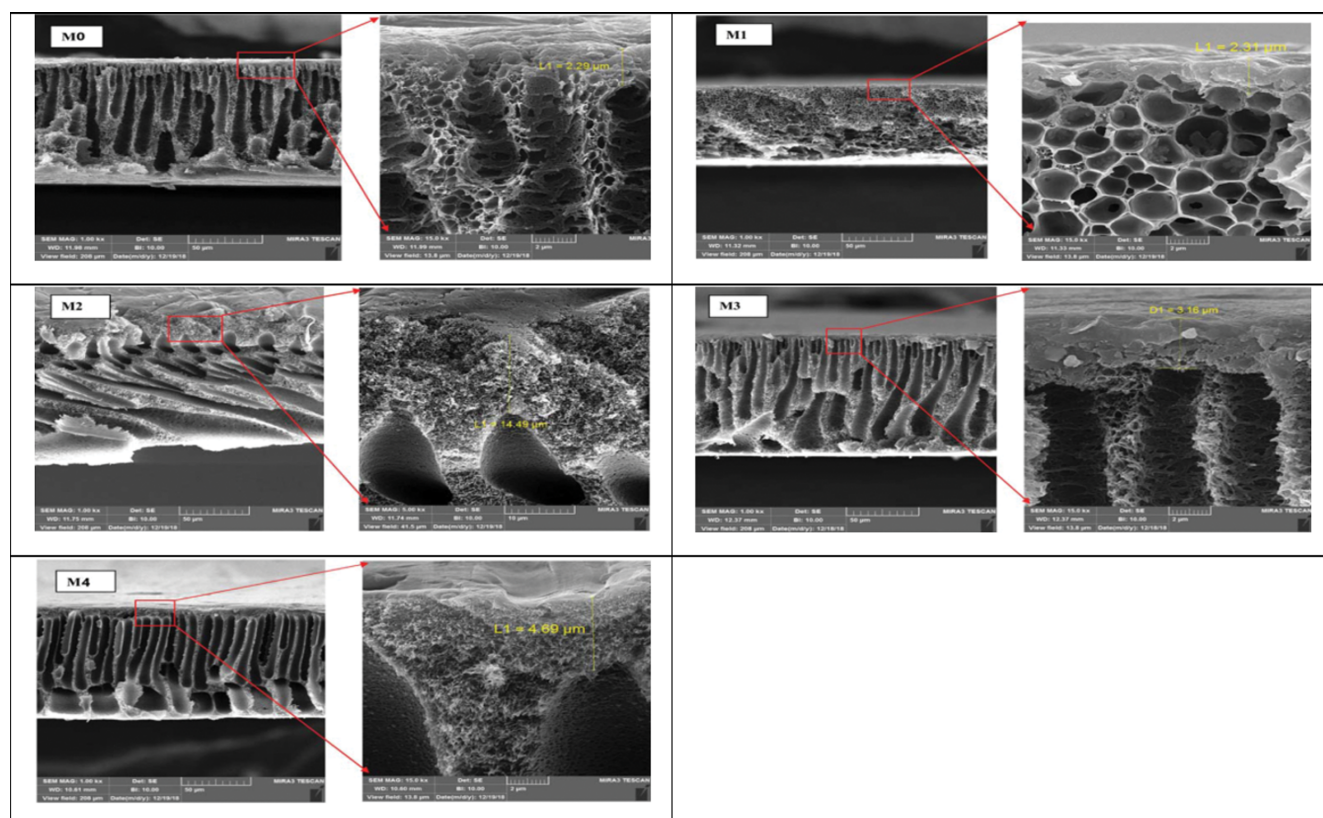 M0
SEM MAG: 1.00 kx Det: SE MIRA3 TESCAN
WD: 11.98 mm BI: 10.00 50 µm
View field: 208 µm Date(m/d/y): 12/19/18
L1 = 2.29 µm
SEM MAG: 15.0 kx Det: SE MIRA3 TESCAN
WD: 11.99 mm BI: 10.00 2 µm
View field: 13.8 µm Date(m/d/y): 12/19/18
M1
SEM MAG: 1.00 kx Det: SE MIRA3 TESCAN
WD: 11.32 mm BI: 10.00 50 µm
View field: 208 µm Date(m/d/y): 12/19/18
L1 = 2.31 µm
SEM MAG: 15.0 kx Det: SE MIRA3 TESCAN
WD: 11.33 mm BI: 10.00 2 µm
View field: 13.8 µm Date(m/d/y): 12/19/18
M2
SEM MAG: 1.00 kx Det: SE MIRA3 TESCAN
WD: 11.75 mm BI: 10.00 50 µm
View field: 208 µm Date(m/d/y): 12/19/18
L1 = 14.49 µm
SEM MAG: 5.00 kx Det: SE MIRA3 TESCAN
WD: 11.74 mm BI: 10.00 10 µm
View field: 41.5 µm Date(m/d/y): 12/19/18
M3
SEM MAG: 1.00 kx Det: SE MIRA3 TESCAN
WD: 12.37 mm BI: 10.00 50 µm
View field: 208 µm Date(m/d/y): 12/19/18
D1 = 3.16 µm
SEM MAG: 15.0 kx Det: SE MIRA3 TESCAN
WD: 12.37 mm BI: 10.00 2 µm
View field: 13.8 µm Date(m/d/y): 12/19/18
M4
SEM MAG: 1.00 kx Det: SE MIRA3 TESCAN
WD: 10.61 mm BI: 10.00 50 µm
View field: 208 µm Date(m/d/y): 12/19/18
L1 = 4.69 µm
SEM MAG: 15.0 kx Det: SE MIRA3 TESCAN
WD: 10.60 mm BI: 10.00 2 µm
View field: 13.8 µm Date(m/d/y): 12/19/18